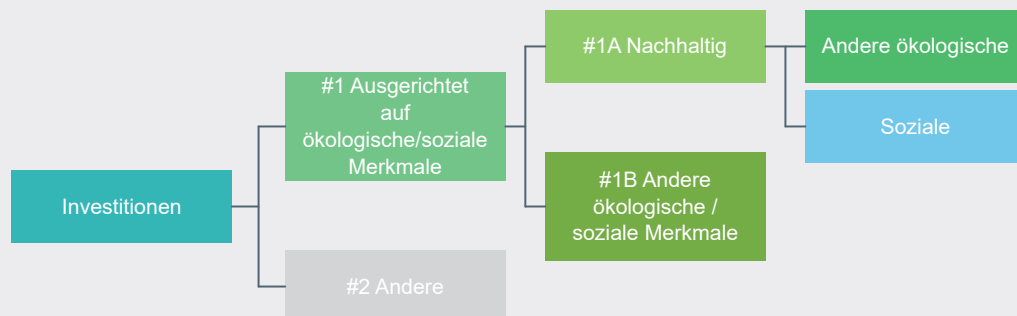 #1A Nachhaltig
Andere ökologische
#1 Ausgerichtet
auf
ökologische/soziale
Merkmale
Soziale
Investitionen
#1B Andere
ökologische /
soziale Merkmale
#2 Andere